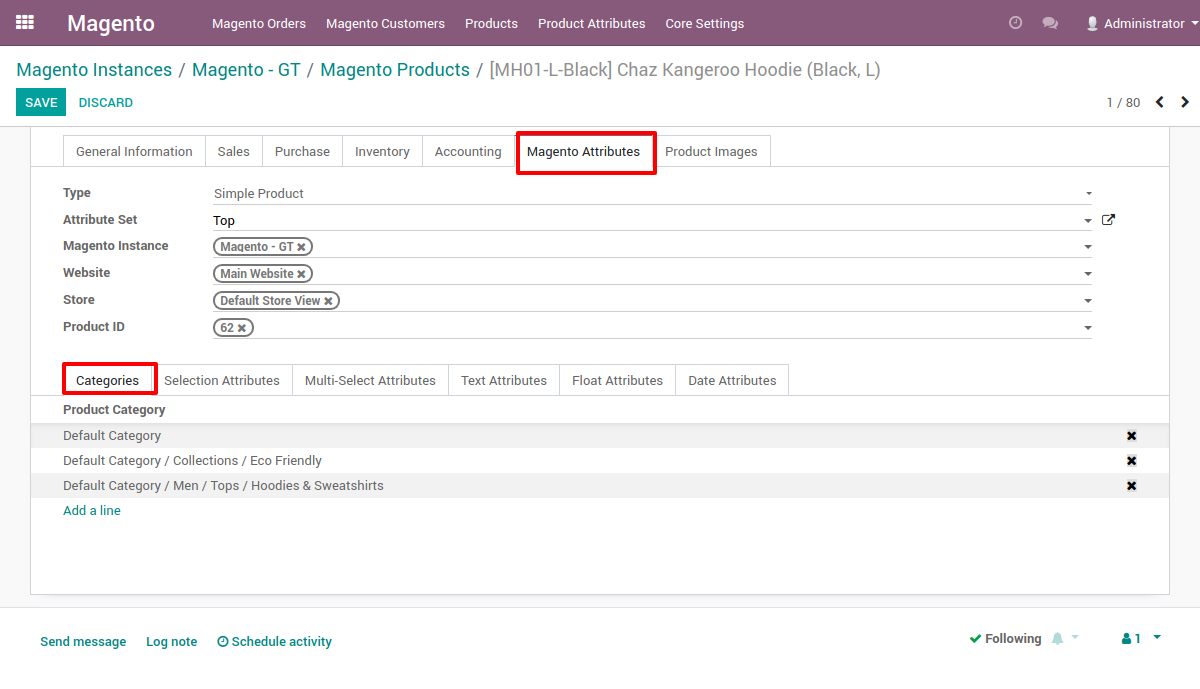 Magento Magento Orders Magento Customers Products Product Attributes Core Settings Administrator
Magento Instances / Magento - GT / Magento Products / [MH01-L-Black] Chaz Kangeroo Hoodie (Black, L)
SAVE DISCARD 1 / 80
General Information Sales Purchase Inventory Accounting Magento Attributes Product Images
Type Simple Product
Attribute Set Top
Magento Instance Magento - GT
Website Main Website
Store Default Store View
Product ID 62
Categories Selection Attributes Multi-Select Attributes Text Attributes Float Attributes Date Attributes
Product Category
Default Category
Default Category / Collections / Eco Friendly
Default Category / Men / Tops / Hoodies & Sweatshirts
Add a line
Send message Log note Schedule activity Following 1